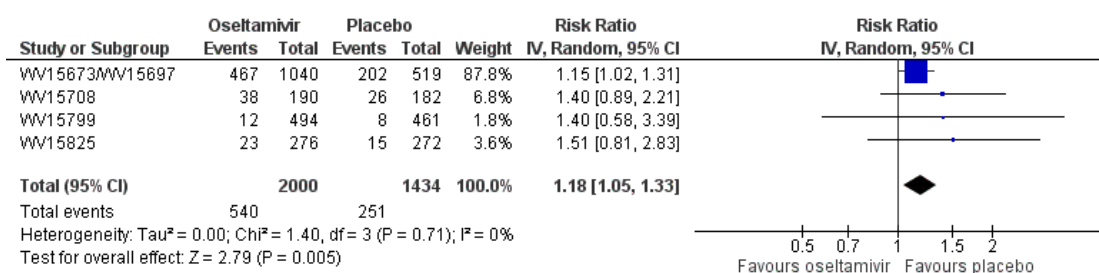 Oseltamivir Placebo Risk Ratio Risk Ratio
Study or Subgroup Events Total Events Total Weight IV, Random, 95% CI IV, Random, 95% CI
WV15673/WV15697 467 1040 202 519 87.8% 1.15 [1.02, 1.31]
WV15708 38 190 26 182 6.8% 1.40 [0.89, 2.21]
WV15799 12 494 8 461 1.8% 1.40 [0.58, 3.39]
WV15825 23 276 15 272 3.6% 1.51 [0.81, 2.83]
Total (95% CI) 2000 1434 100.0% 1.18 [1.05, 1.33]
Total events 540 251
Heterogeneity: Tau² = 0.00; Chi² = 1.40, df = 3 (P = 0.71); I² = 0%
Test for overall effect: Z = 2.79 (P = 0.005)
0.5 0.7 1 1.5 2
Favours oseltamivir Favours placebo